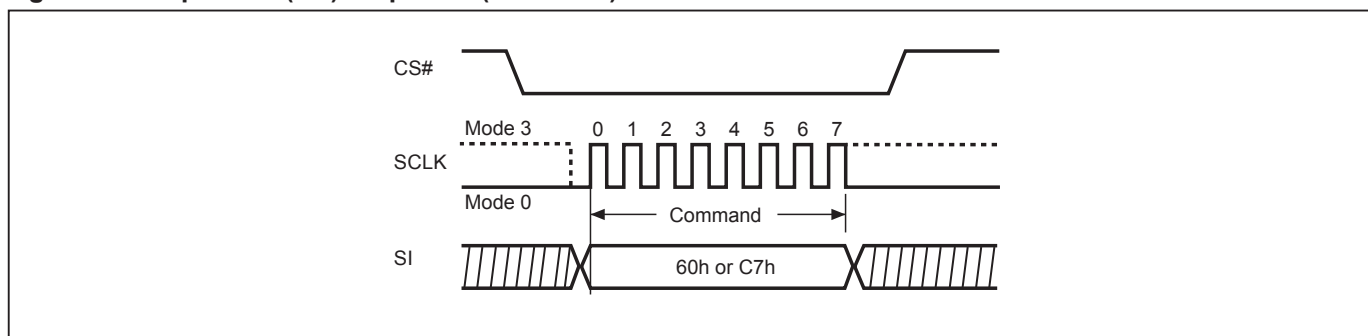 CS#
Mode 3
0 1 2 3 4 5 6 7
SCLK
Mode 0
Command
SI
60h or C7h